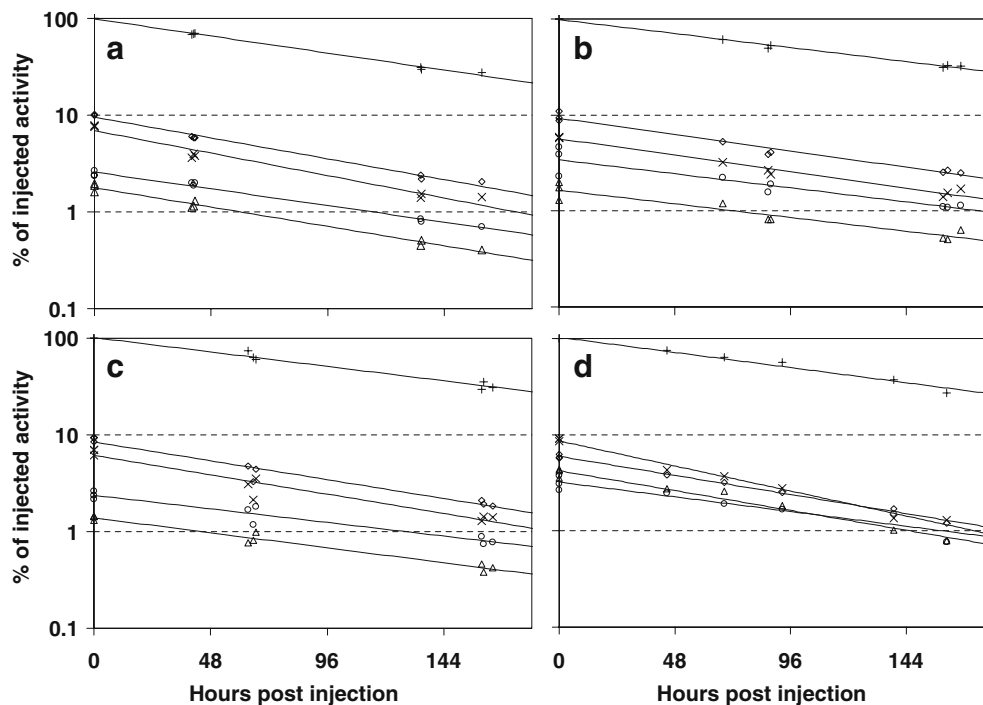 100
10
1
0.1
% of injected activity
a
b
100
10
1
0.1
% of injected activity
c
d
0 48 96 144 0 48 96 144
Hours post injection Hours post injection